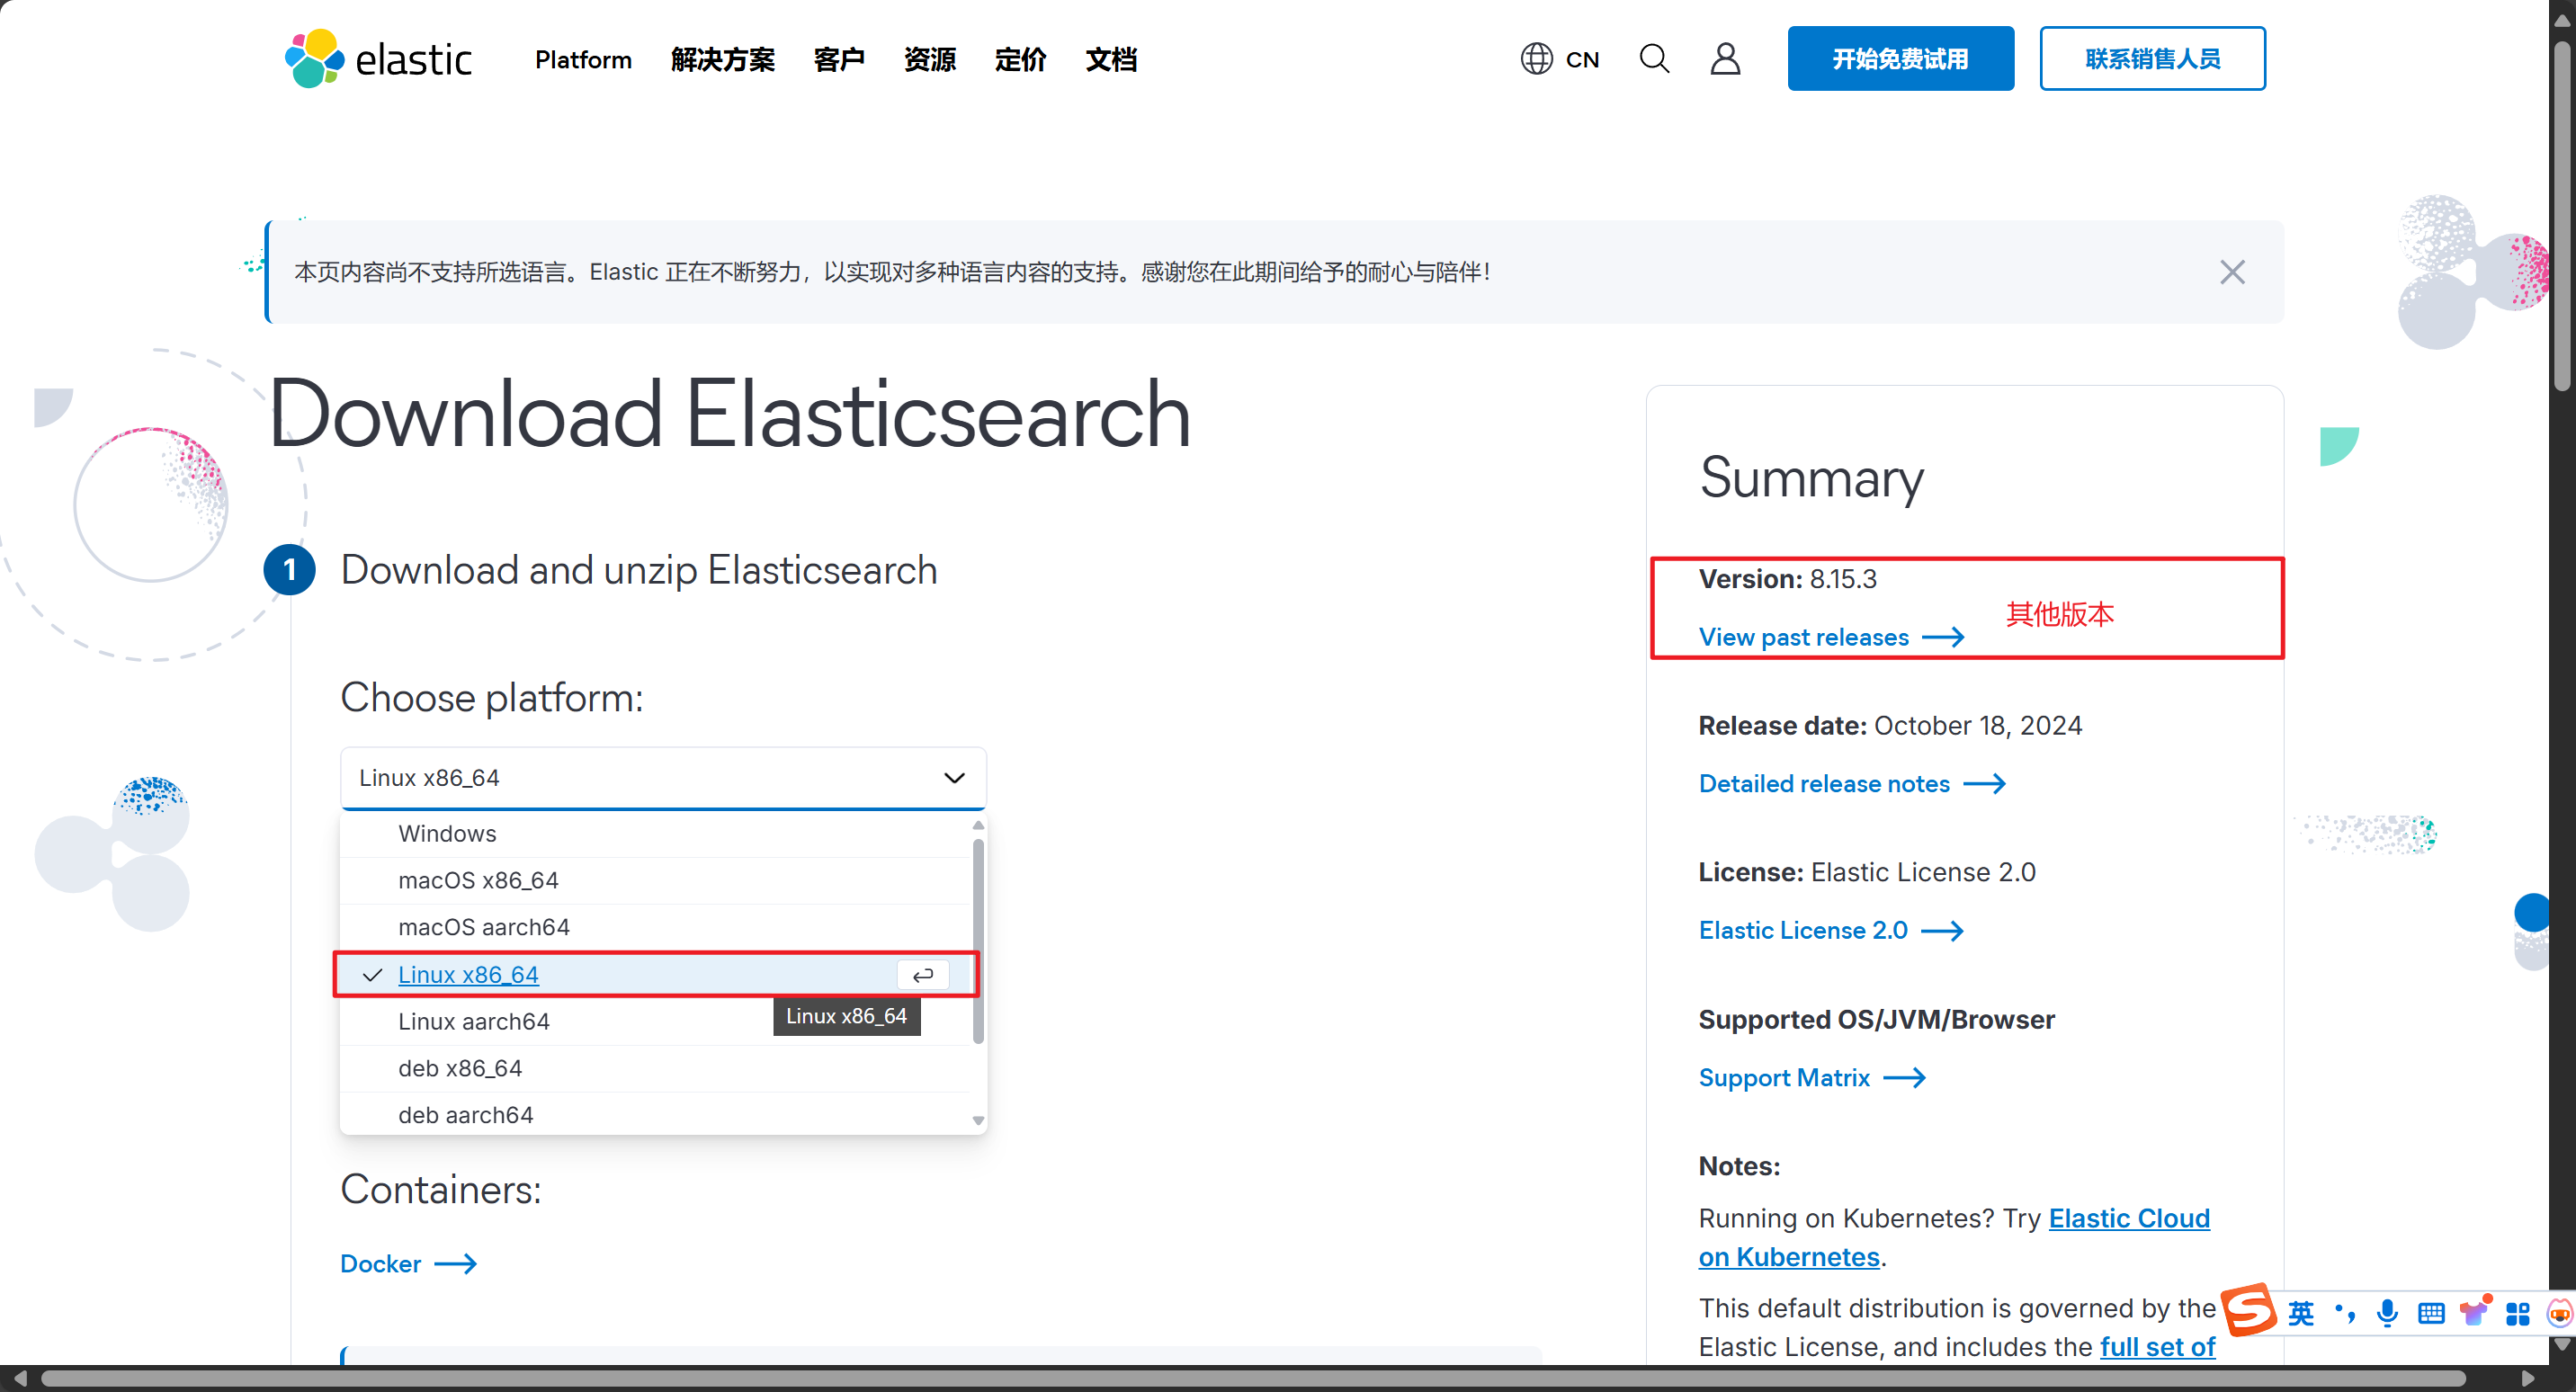 elastic
Platform 解决方案 客户 资源 定价 文档
CN
开始免费试用
联系销售人员
本页内容尚不支持所选语言。Elastic 正在不断努力，以实现对多种语言内容的支持。感谢您在此期间给予的耐心与陪伴！
Download Elasticsearch
1 Download and unzip Elasticsearch
Choose platform:
Linux x86_64
Windows
macOS x86_64
macOS aarch64
Linux x86_64
Linux x86_64
Linux aarch64
deb x86_64
deb aarch64
Containers:
Docker
Summary
Version: 8.15.3
其他版本
View past releases
Release date: October 18, 2024
Detailed release notes
License: Elastic License 2.0
Elastic License 2.0
Supported OS/JVM/Browser
Support Matrix
Notes:
Running on Kubernetes? Try Elastic Cloud
on Kubernetes.
This default distribution is governed by the
Elastic License, and includes the full set of
英